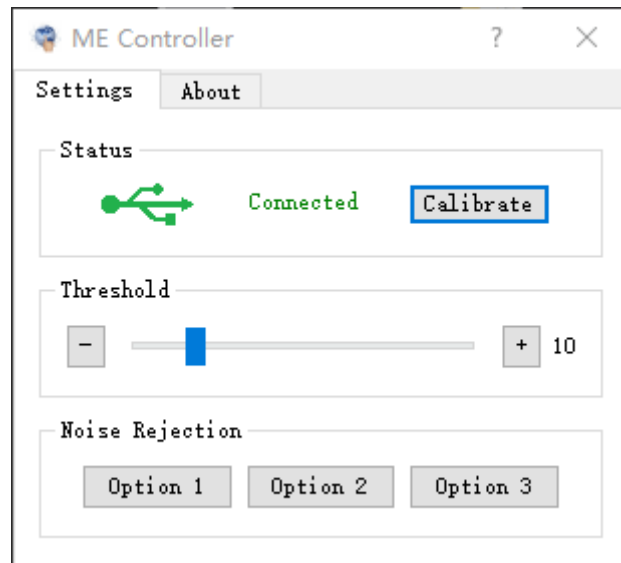 ME Controller ? ×
Settings About
Status
Connected Calibrate
Threshold
- + 10
Noise Rejection
Option 1 Option 2 Option 3